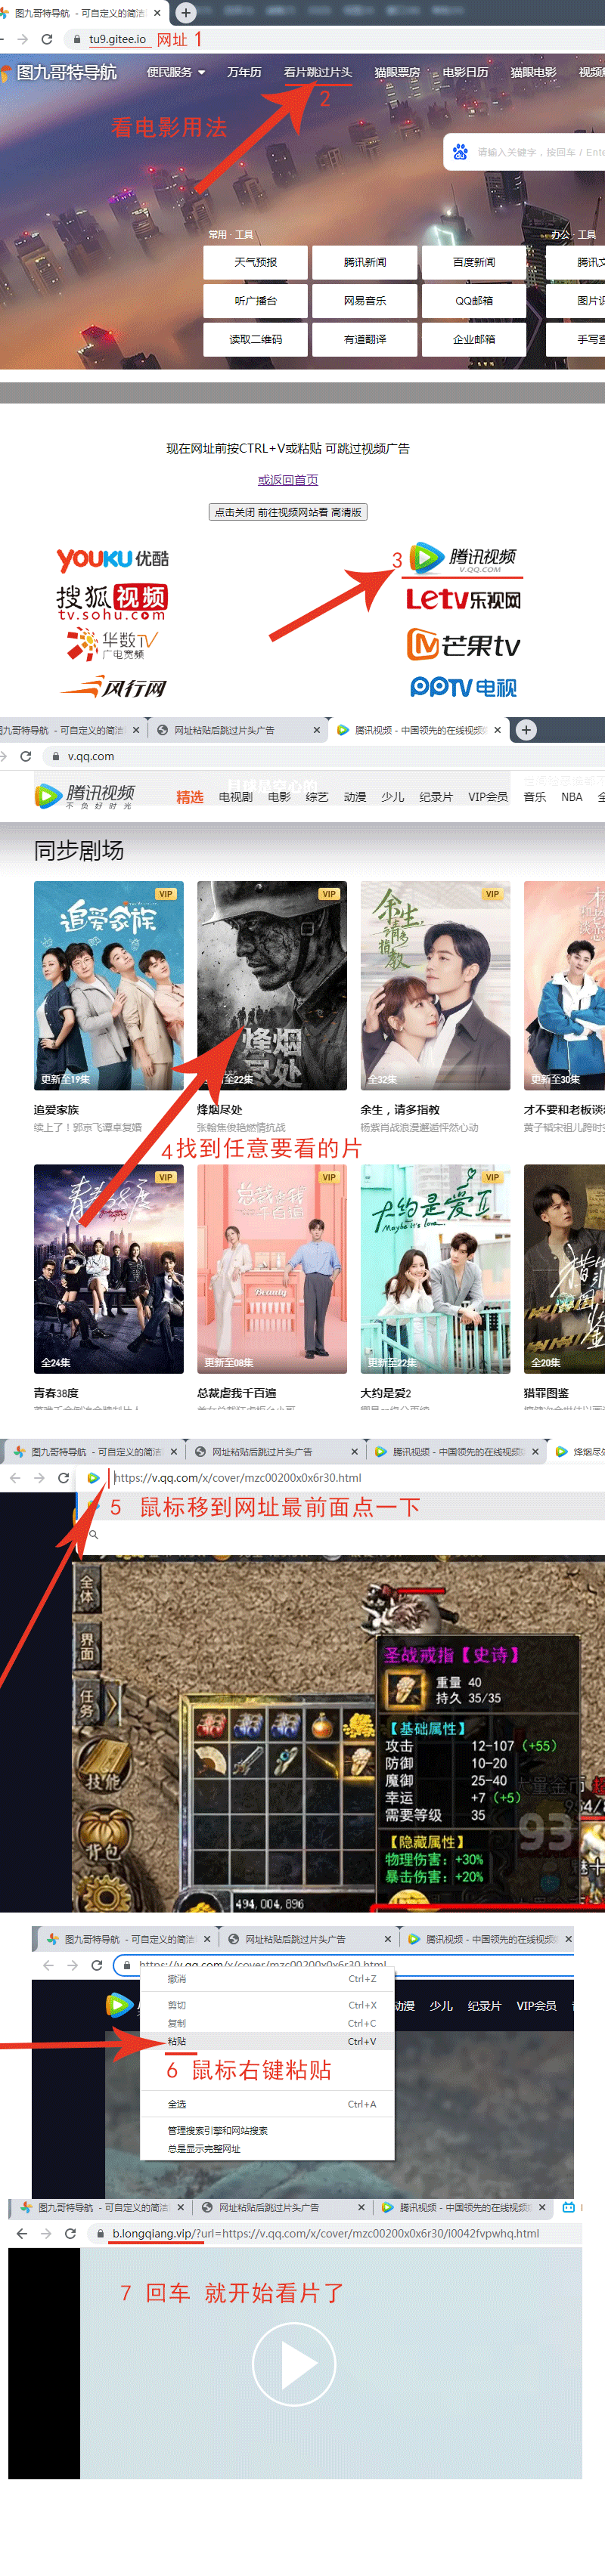 图九哥特导航 - 可自定义的简洁
tu9.gitee.io 网址 1
图九哥特导航 便民服务 万年历 看片跳过片头 猫眼票房 电影日历 猫眼电影
2
看电影用法
请输入关键字，按回车 / Ente
常用 · 工具 办公 · 工具
天气预报 腾讯新闻 百度新闻 腾讯文
听广播台 网易音乐 QQ邮箱 图片识
读取二维码 有道翻译 企业邮箱 手写查
现在网址前按CTRL+V或粘贴 可跳过视频广告
或返回首页
点击关闭 前往视频网站看 高清版
YOUKU 优酷 3 腾讯视频
V.QQ.COM
搜狐视频 Letv乐视网
tv.sohu.com
华数TV 芒果tv
广电宽频
风行网 PPTV电视
图九哥特导航 - 可自定义的简洁 网址粘贴后跳过片头广告 腾讯视频 - 中国领先的在线视频
v.qq.com
腾讯视频 精选 电视剧 电影 综艺 动漫 少儿 纪录片 VIP会员 音乐 NBA
不负好时光
同步剧场
VIP VIP VIP
追爱家族 烽烟尽处 余生，请多指教
更新至19集 更新至22集 全32集 更新至30集
追爱家族 烽烟尽处 余生，请多指教 才不要和老板谈
续上了！郭京飞谭卓复婚 张翰焦俊艳燃情抗战 杨紫肖战浪漫邂逅怦然心动 黄子韬宋祖儿跨时
4 找到任意要看的片
VIP VIP VIP
青春38度 总裁虐我千百遍 大约是爱II
Maybe it's love.
Beauty
全24集 更新至08集 更新至22集 全20集
青春38度 总裁虐我千百遍 大约是爱2 猎罪图鉴
图九哥特导航 - 可自定义的简洁 网址粘贴后跳过片头广告 腾讯视频 - 中国领先的在线视频 烽烟尽
https://v.qq.com/x/cover/mzc00200x0x6r30.html
5 鼠标移到网址最前面点一下
全体
界面
任务
技能
背包
圣战戒指【史诗】
重量 40
持久 35/35
【基础属性】
攻击 12-107 (+55)
防御 10-20
魔御 25-40
幸运 +7 (+5)
需要等级 35
【隐藏属性】
物理伤害：+30%
暴击伤害：+20%
大量金币
93
494,004,896
图九哥特导航 - 可自定义的简洁 网址粘贴后跳过片头广告 腾讯视频 - 中国领先的在线视频
https://v.qq.com/x/cover/mzc00200x0x6r30.html
撤消 Ctrl+Z
剪切 Ctrl+X
复制 Ctrl+C
粘贴 Ctrl+V
动漫 少儿 纪录片 VIP会员
6 鼠标右键粘贴
全选 Ctrl+A
管理搜索引擎和网站搜索
总是显示完整网址
图九哥特导航 - 可自定义的简洁 网址粘贴后跳过片头广告 腾讯视频 - 中国领先的在线视频
b.longqiang.vip/?url=https://v.qq.com/x/cover/mzc00200x0x6r30/i0042fvpwhq.html
7 回车 就开始看片了